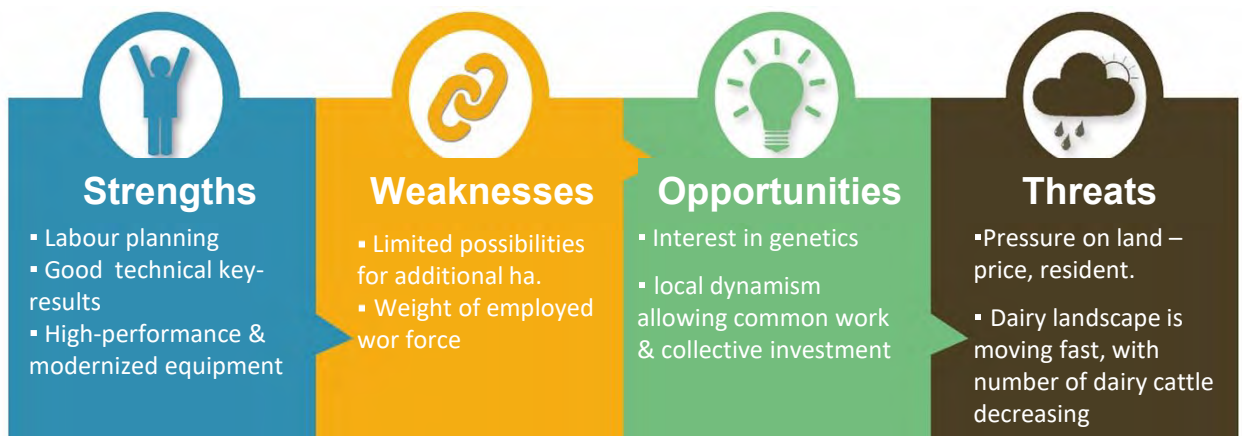 Strengths
▪ Labour planning
▪ Good technical key-
results
▪ High-performance &
modernized equipment
Weaknesses
▪ Limited possibilities
for additional ha.
▪ Weight of employed
wor force
Opportunities
▪ Interest in genetics
▪ local dynamism
allowing common work
& collective investment
Threats
▪Pressure on land –
price, resident.
▪ Dairy landscape is
moving fast, with
number of dairy cattle
decreasing